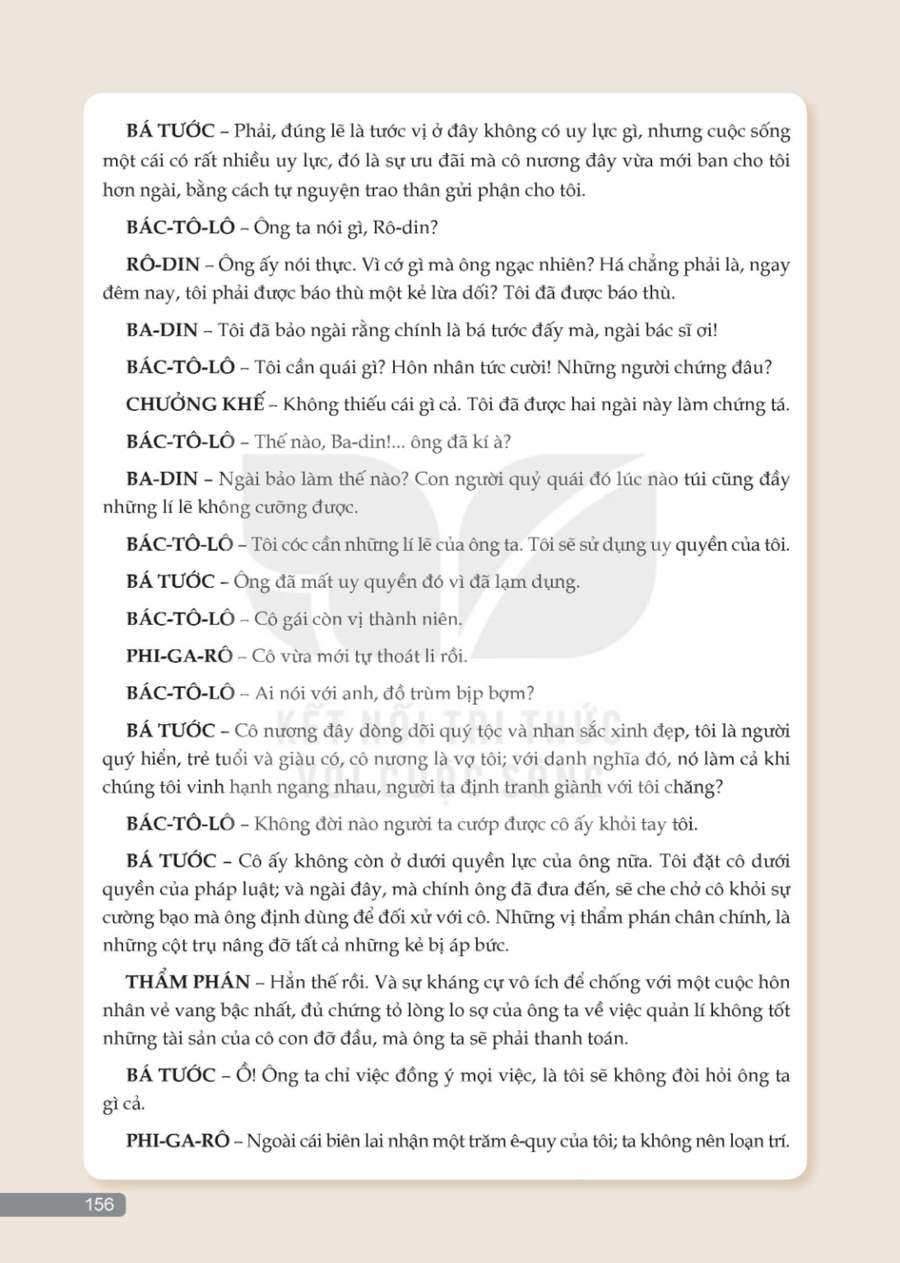 BÁ TƯỚC – Phải, đúng lẽ là tước vị ở đây không có uy lực gì, nhưng cuộc sống
một cái có rất nhiều uy lực, đó là sự ưu đãi mà cô nương đây vừa mới ban cho tôi
hơn ngài, bằng cách tự nguyện trao thân gửi phận cho tôi.
BÁC-TÔ-LÔ – Ông ta nói gì, Rô-din?
RÔ-DIN – Ông ấy nói thực. Vì cớ gì mà ông ngạc nhiên? Há chẳng phải là, ngay
đêm nay, tôi phải được báo thù một kẻ lừa dối? Tôi đã được báo thù.
BA-DIN – Tôi đã bảo ngài rằng chính là bá tước đấy mà, ngài bác sĩ ơi!
BÁC-TÔ-LÔ – Tôi cần quái gì? Hôn nhân tức cười! Những người chứng đâu?
CHƯỞNG KHẾ – Không thiếu cái gì cả. Tôi đã được hai ngài này làm chứng tá.
BÁC-TÔ-LÔ – Thế nào, Ba-din!... ông đã kí à?
BA-DIN – Ngài bảo làm thế nào? Con người quỷ quái đó lúc nào túi cũng đầy
những lí lẽ không cưỡng được.
BÁC-TÔ-LÔ – Tôi cóc cần những lí lẽ của ông ta. Tôi sẽ sử dụng uy quyền của tôi.
BÁ TƯỚC – Ông đã mất uy quyền đó vì đã lạm dụng.
BÁC-TÔ-LÔ – Cô gái còn vị thành niên.
PHI-GA-RÔ – Cô vừa mới tự thoát li rồi.
BÁC-TÔ-LÔ – Ai nói với anh, đồ trùm bịp bợm?
KẾT NỐI TRI THỨC
BÁ TƯỚC – Cô nương đây dòng dõi quý tộc và nhan sắc xinh đẹp, tôi là người
quý hiển, trẻ tuổi và giàu có, cô nương là vợ tôi; với danh nghĩa đó, nó làm cả khi
VỚI CUỘC SỐNG
chúng tôi vinh hạnh ngang nhau, người ta định tranh giành với tôi chăng?
BÁC-TÔ-LÔ – Không đời nào người ta cướp được cô ấy khỏi tay tôi.
BÁ TƯỚC – Cô ấy không còn ở dưới quyền lực của ông nữa. Tôi đặt cô dưới
quyền của pháp luật; và ngài đây, mà chính ông đã đưa đến, sẽ che chở cô khỏi sự
cường bạo mà ông định dùng để đối xử với cô. Những vị thẩm phán chân chính, là
những cột trụ nâng đỡ tất cả những kẻ bị áp bức.
THẨM PHÁN – Hẳn thế rồi. Và sự kháng cự vô ích để chống với một cuộc hôn
nhân vẻ vang bậc nhất, đủ chứng tỏ lòng lo sợ của ông ta về việc quản lí không tốt
những tài sản của cô con đỡ đầu, mà ông ta sẽ phải thanh toán.
BÁ TƯỚC – Ồ! Ông ta chỉ việc đồng ý mọi việc, là tôi sẽ không đòi hỏi ông ta
gì cả.
PHI-GA-RÔ – Ngoài cái biên lai nhận một trăm ê-quy của tôi; ta không nên loạn trí.
156